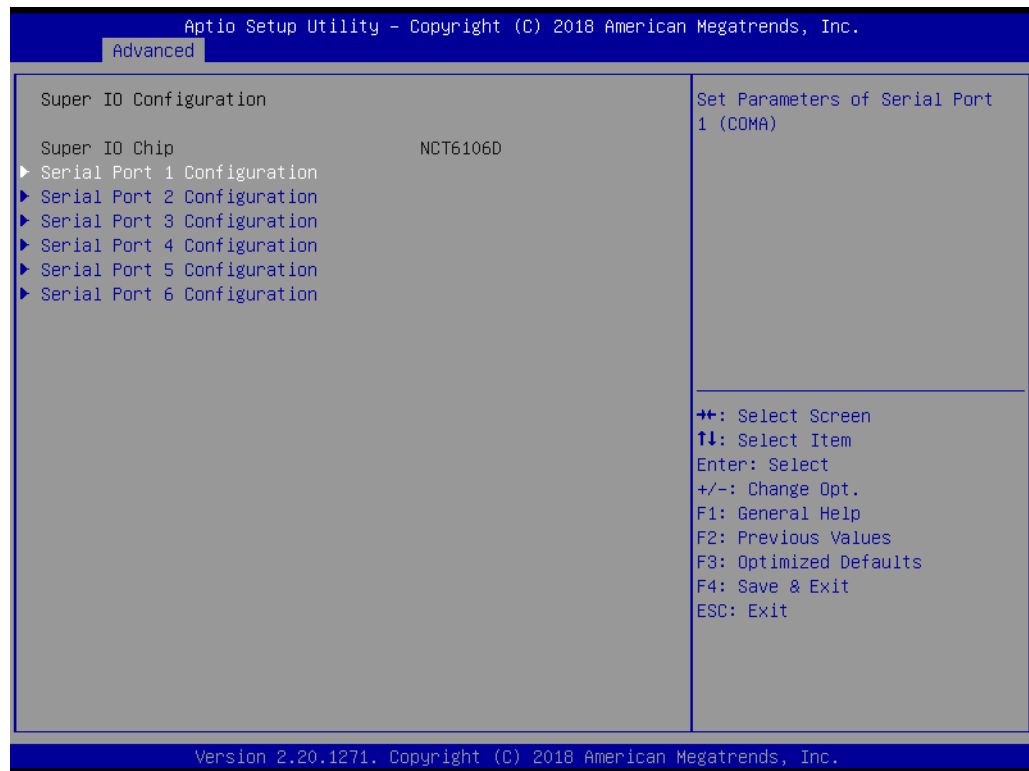 Aptio Setup Utility – Copyright (C) 2018 American Megatrends, Inc.
Advanced
Super IO Configuration
Super IO Chip NCT6106D
▶ Serial Port 1 Configuration
▶ Serial Port 2 Configuration
▶ Serial Port 3 Configuration
▶ Serial Port 4 Configuration
▶ Serial Port 5 Configuration
▶ Serial Port 6 Configuration
Set Parameters of Serial Port
1 (COMA)
→←: Select Screen
↑↓: Select Item
Enter: Select
+/-: Change Opt.
F1: General Help
F2: Previous Values
F3: Optimized Defaults
F4: Save & Exit
ESC: Exit
Version 2.20.1271. Copyright (C) 2018 American Megatrends, Inc.